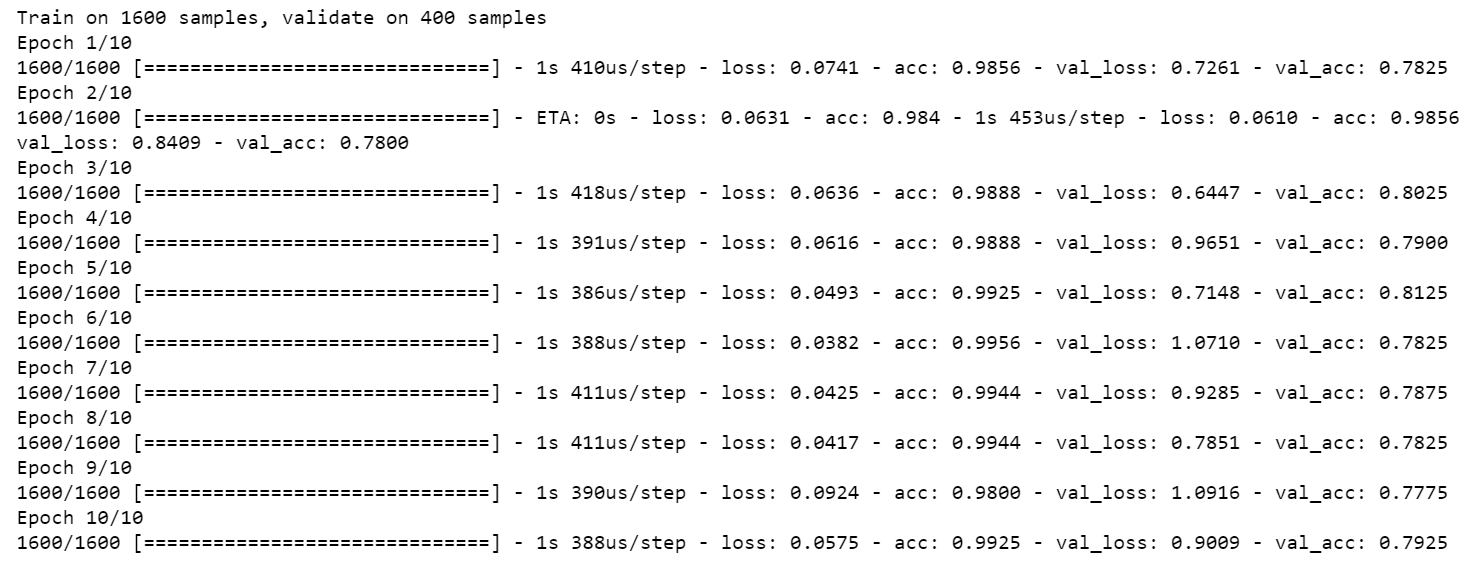 Train on 1600 samples, validate on 400 samples
Epoch 1/10
1600/1600 [==============================] - 1s 410us/step - loss: 0.0741 - acc: 0.9856 - val_loss: 0.7261 - val_acc: 0.7825
Epoch 2/10
1600/1600 [==============================] - ETA: 0s - loss: 0.0631 - acc: 0.984 - 1s 453us/step - loss: 0.0610 - acc: 0.9856
val_loss: 0.8409 - val_acc: 0.7800
Epoch 3/10
1600/1600 [==============================] - 1s 418us/step - loss: 0.0636 - acc: 0.9888 - val_loss: 0.6447 - val_acc: 0.8025
Epoch 4/10
1600/1600 [==============================] - 1s 391us/step - loss: 0.0616 - acc: 0.9888 - val_loss: 0.9651 - val_acc: 0.7900
Epoch 5/10
1600/1600 [==============================] - 1s 386us/step - loss: 0.0493 - acc: 0.9925 - val_loss: 0.7148 - val_acc: 0.8125
Epoch 6/10
1600/1600 [==============================] - 1s 388us/step - loss: 0.0382 - acc: 0.9956 - val_loss: 1.0710 - val_acc: 0.7825
Epoch 7/10
1600/1600 [==============================] - 1s 411us/step - loss: 0.0425 - acc: 0.9944 - val_loss: 0.9285 - val_acc: 0.7875
Epoch 8/10
1600/1600 [==============================] - 1s 411us/step - loss: 0.0417 - acc: 0.9944 - val_loss: 0.7851 - val_acc: 0.7825
Epoch 9/10
1600/1600 [==============================] - 1s 390us/step - loss: 0.0924 - acc: 0.9800 - val_loss: 1.0916 - val_acc: 0.7775
Epoch 10/10
1600/1600 [==============================] - 1s 388us/step - loss: 0.0575 - acc: 0.9925 - val_loss: 0.9009 - val_acc: 0.7925